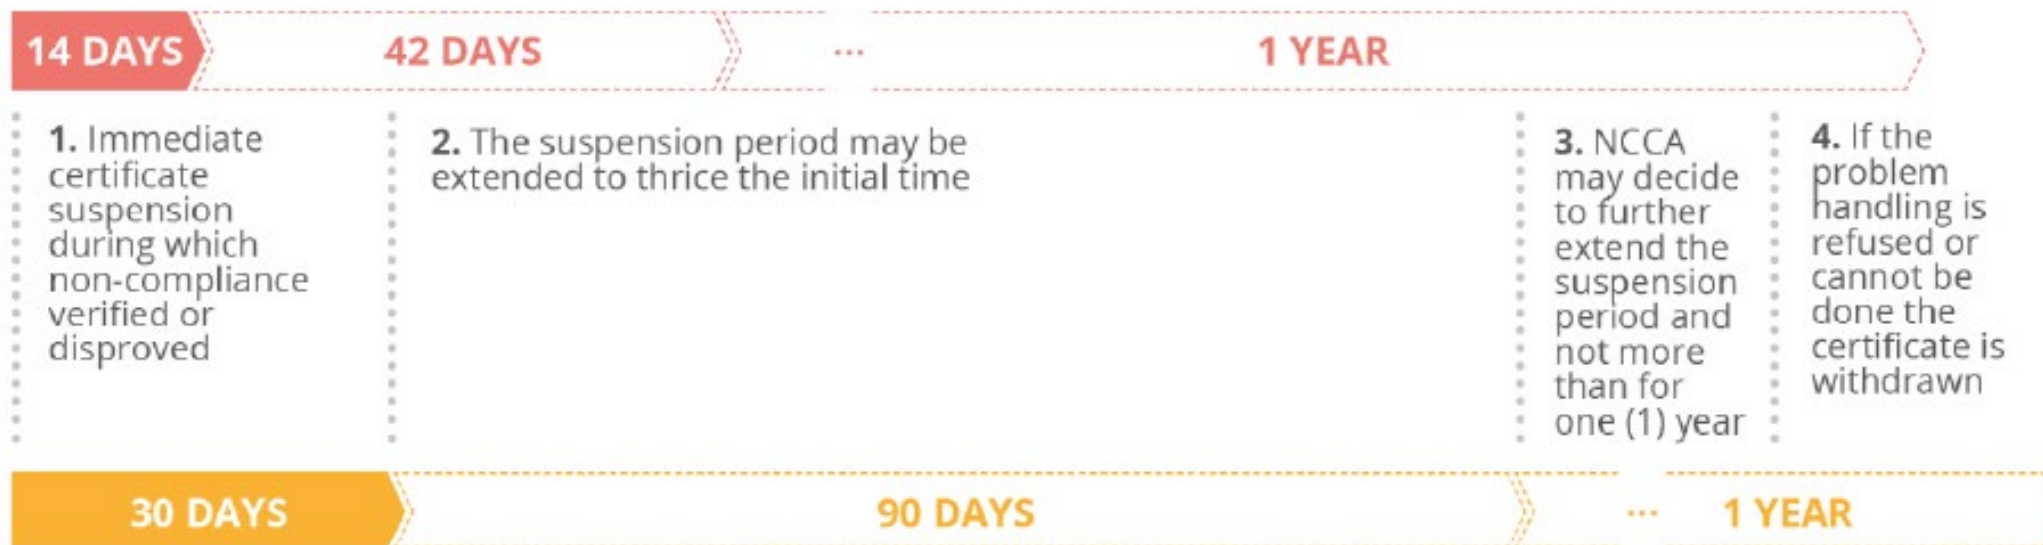 14 DAYS
42 DAYS
...
1 YEAR
1. Immediate
certificate
suspension
during which
non-compliance
verified or
disproved
2. The suspension period may be
extended to thrice the initial time
3. NCCA
may decide
to further
extend the
suspension
period and
not more
than for
one (1) year
4. If the
problem
handling is
refused or
cannot be
done the
certificate is
withdrawn
30 DAYS
90 DAYS
...
1 YEAR